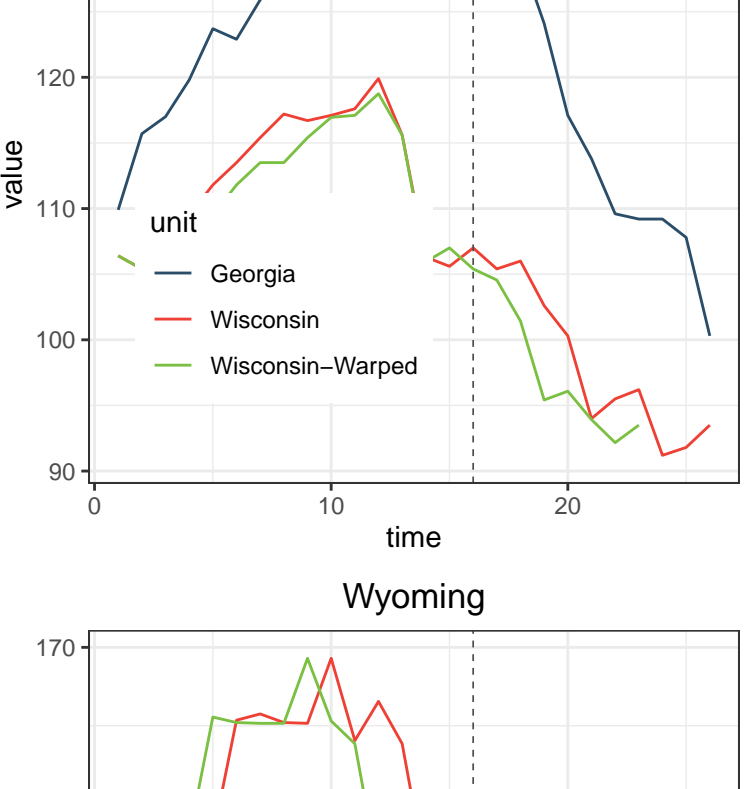 value
120
110
100
90
unit
Georgia
Wisconsin
Wisconsin−Warped
0 10 20
time
Wyoming
170